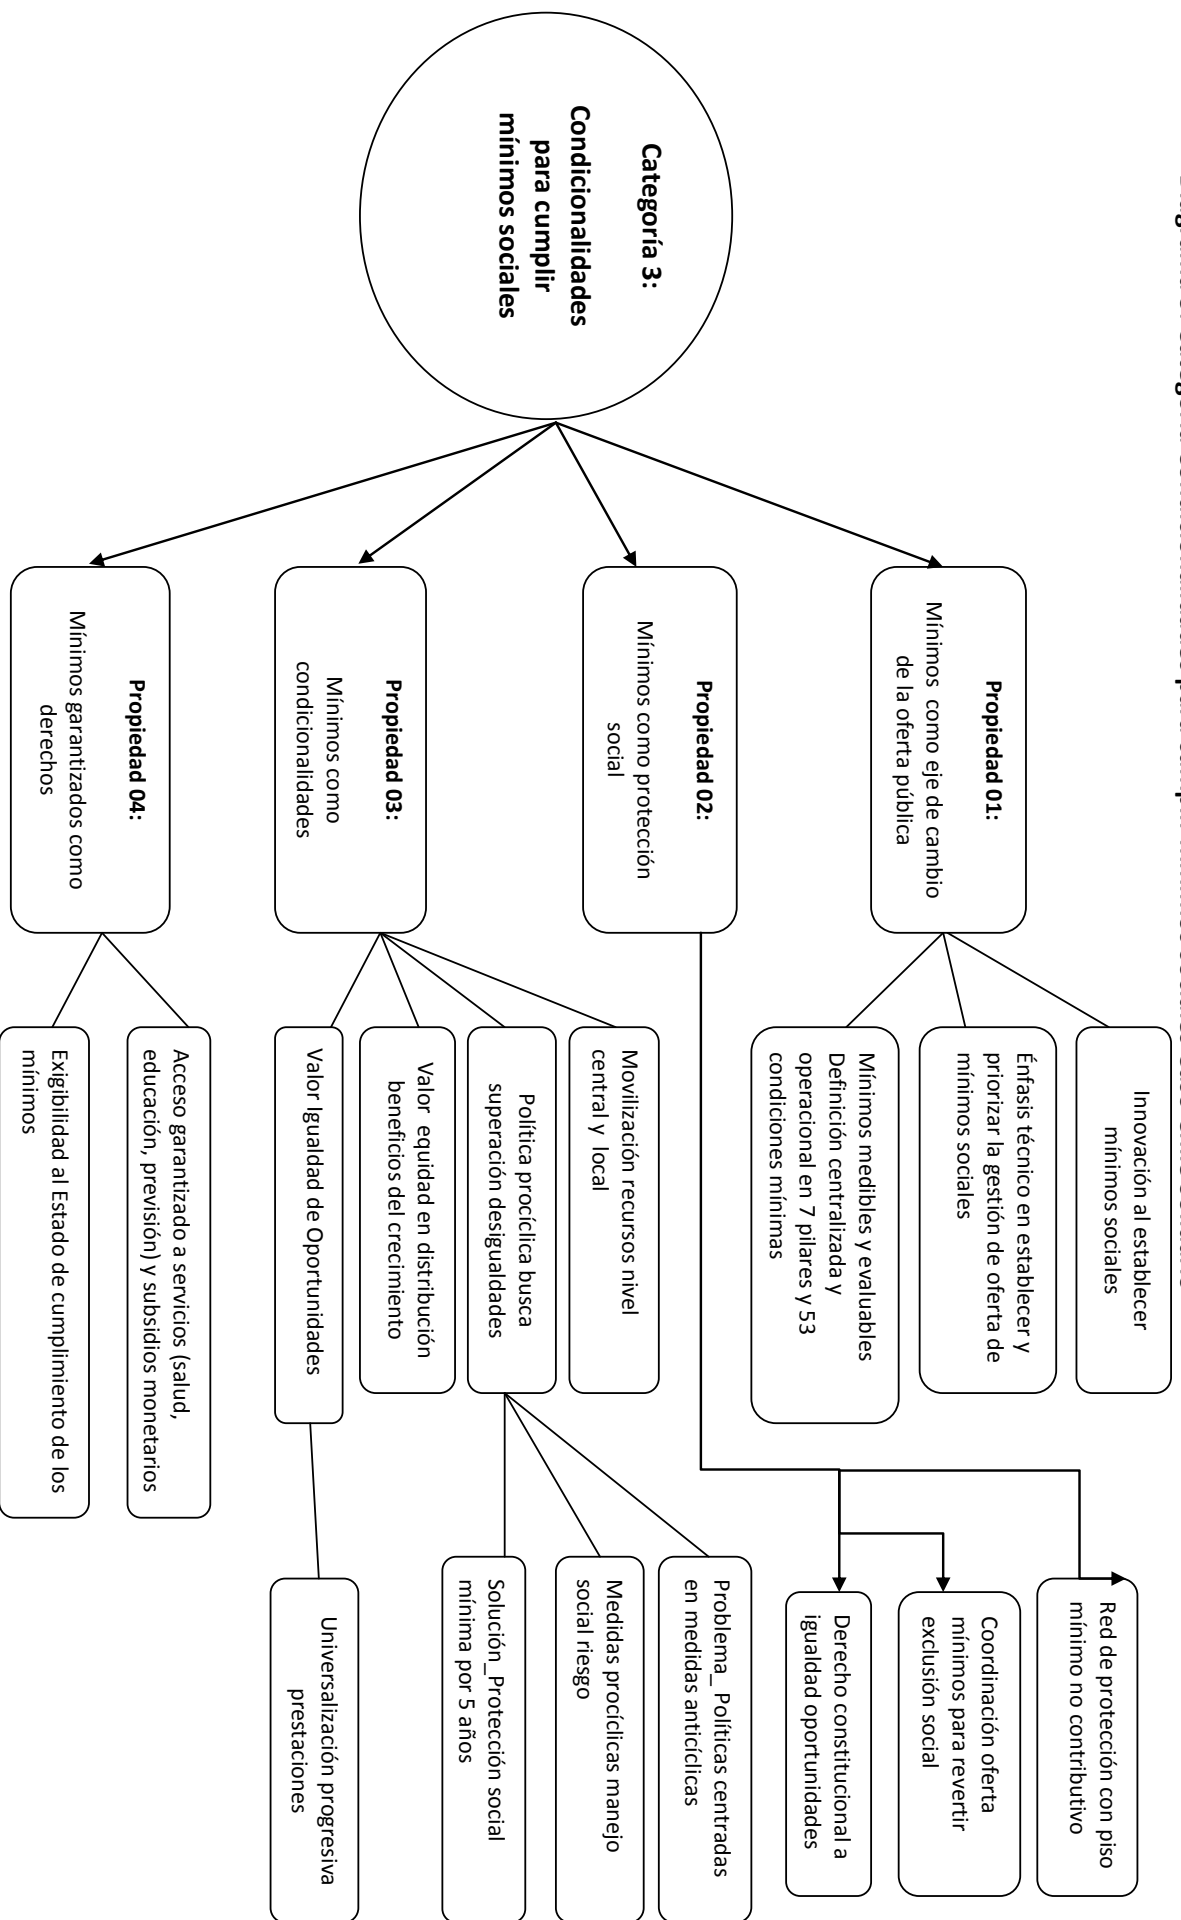 Categoría 3:
Condicionalidades
para cumplir
mínimos sociales
Propiedad 01:
Mínimos como eje de cambio
de la oferta pública
Innovación al establecer
mínimos sociales
Énfasis técnico en establecer y
priorizar la gestión de oferta de
mínimos sociales
Mínimos medibles y evaluables
Definición centralizada y
operacional en 7 pilares y 53
condiciones mínimas
Propiedad 02:
Mínimos como protección
social
Red de protección con piso
mínimo no contributivo
Coordinación oferta
mínimos para revertir
exclusión social
Derecho constitucional a
igualdad oportunidades
Propiedad 03:
Mínimos como
condicionalidades
Movilización recursos nivel
central y local
Política procíclica busca
superación desigualdades
Problema_ Políticas centradas
en medidas anticíclicas
Medidas procíclicas manejo
social riesgo
Solución_Protección social
mínima por 5 años
Valor equidad en distribución
beneficios del crecimiento
Valor Igualdad de Oportunidades
Universalización progresiva
prestaciones
Propiedad 04:
Mínimos garantizados como
derechos
Acceso garantizado a servicios (salud,
educación, previsión) y subsidios monetarios
Exigibilidad al Estado de cumplimiento de los
mínimos